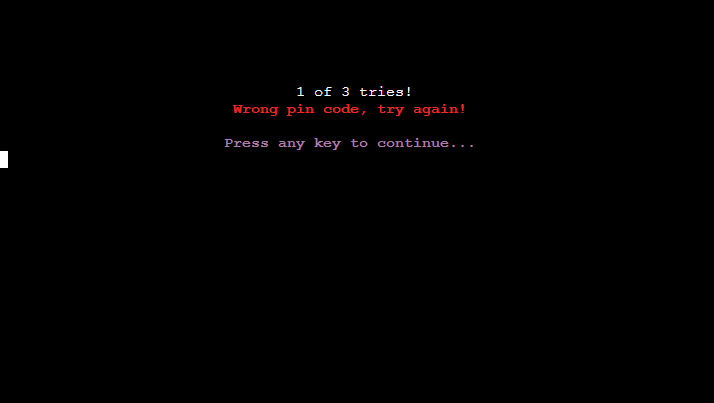 1 of 3 tries!
Wrong pin code, try again!
Press any key to continue...